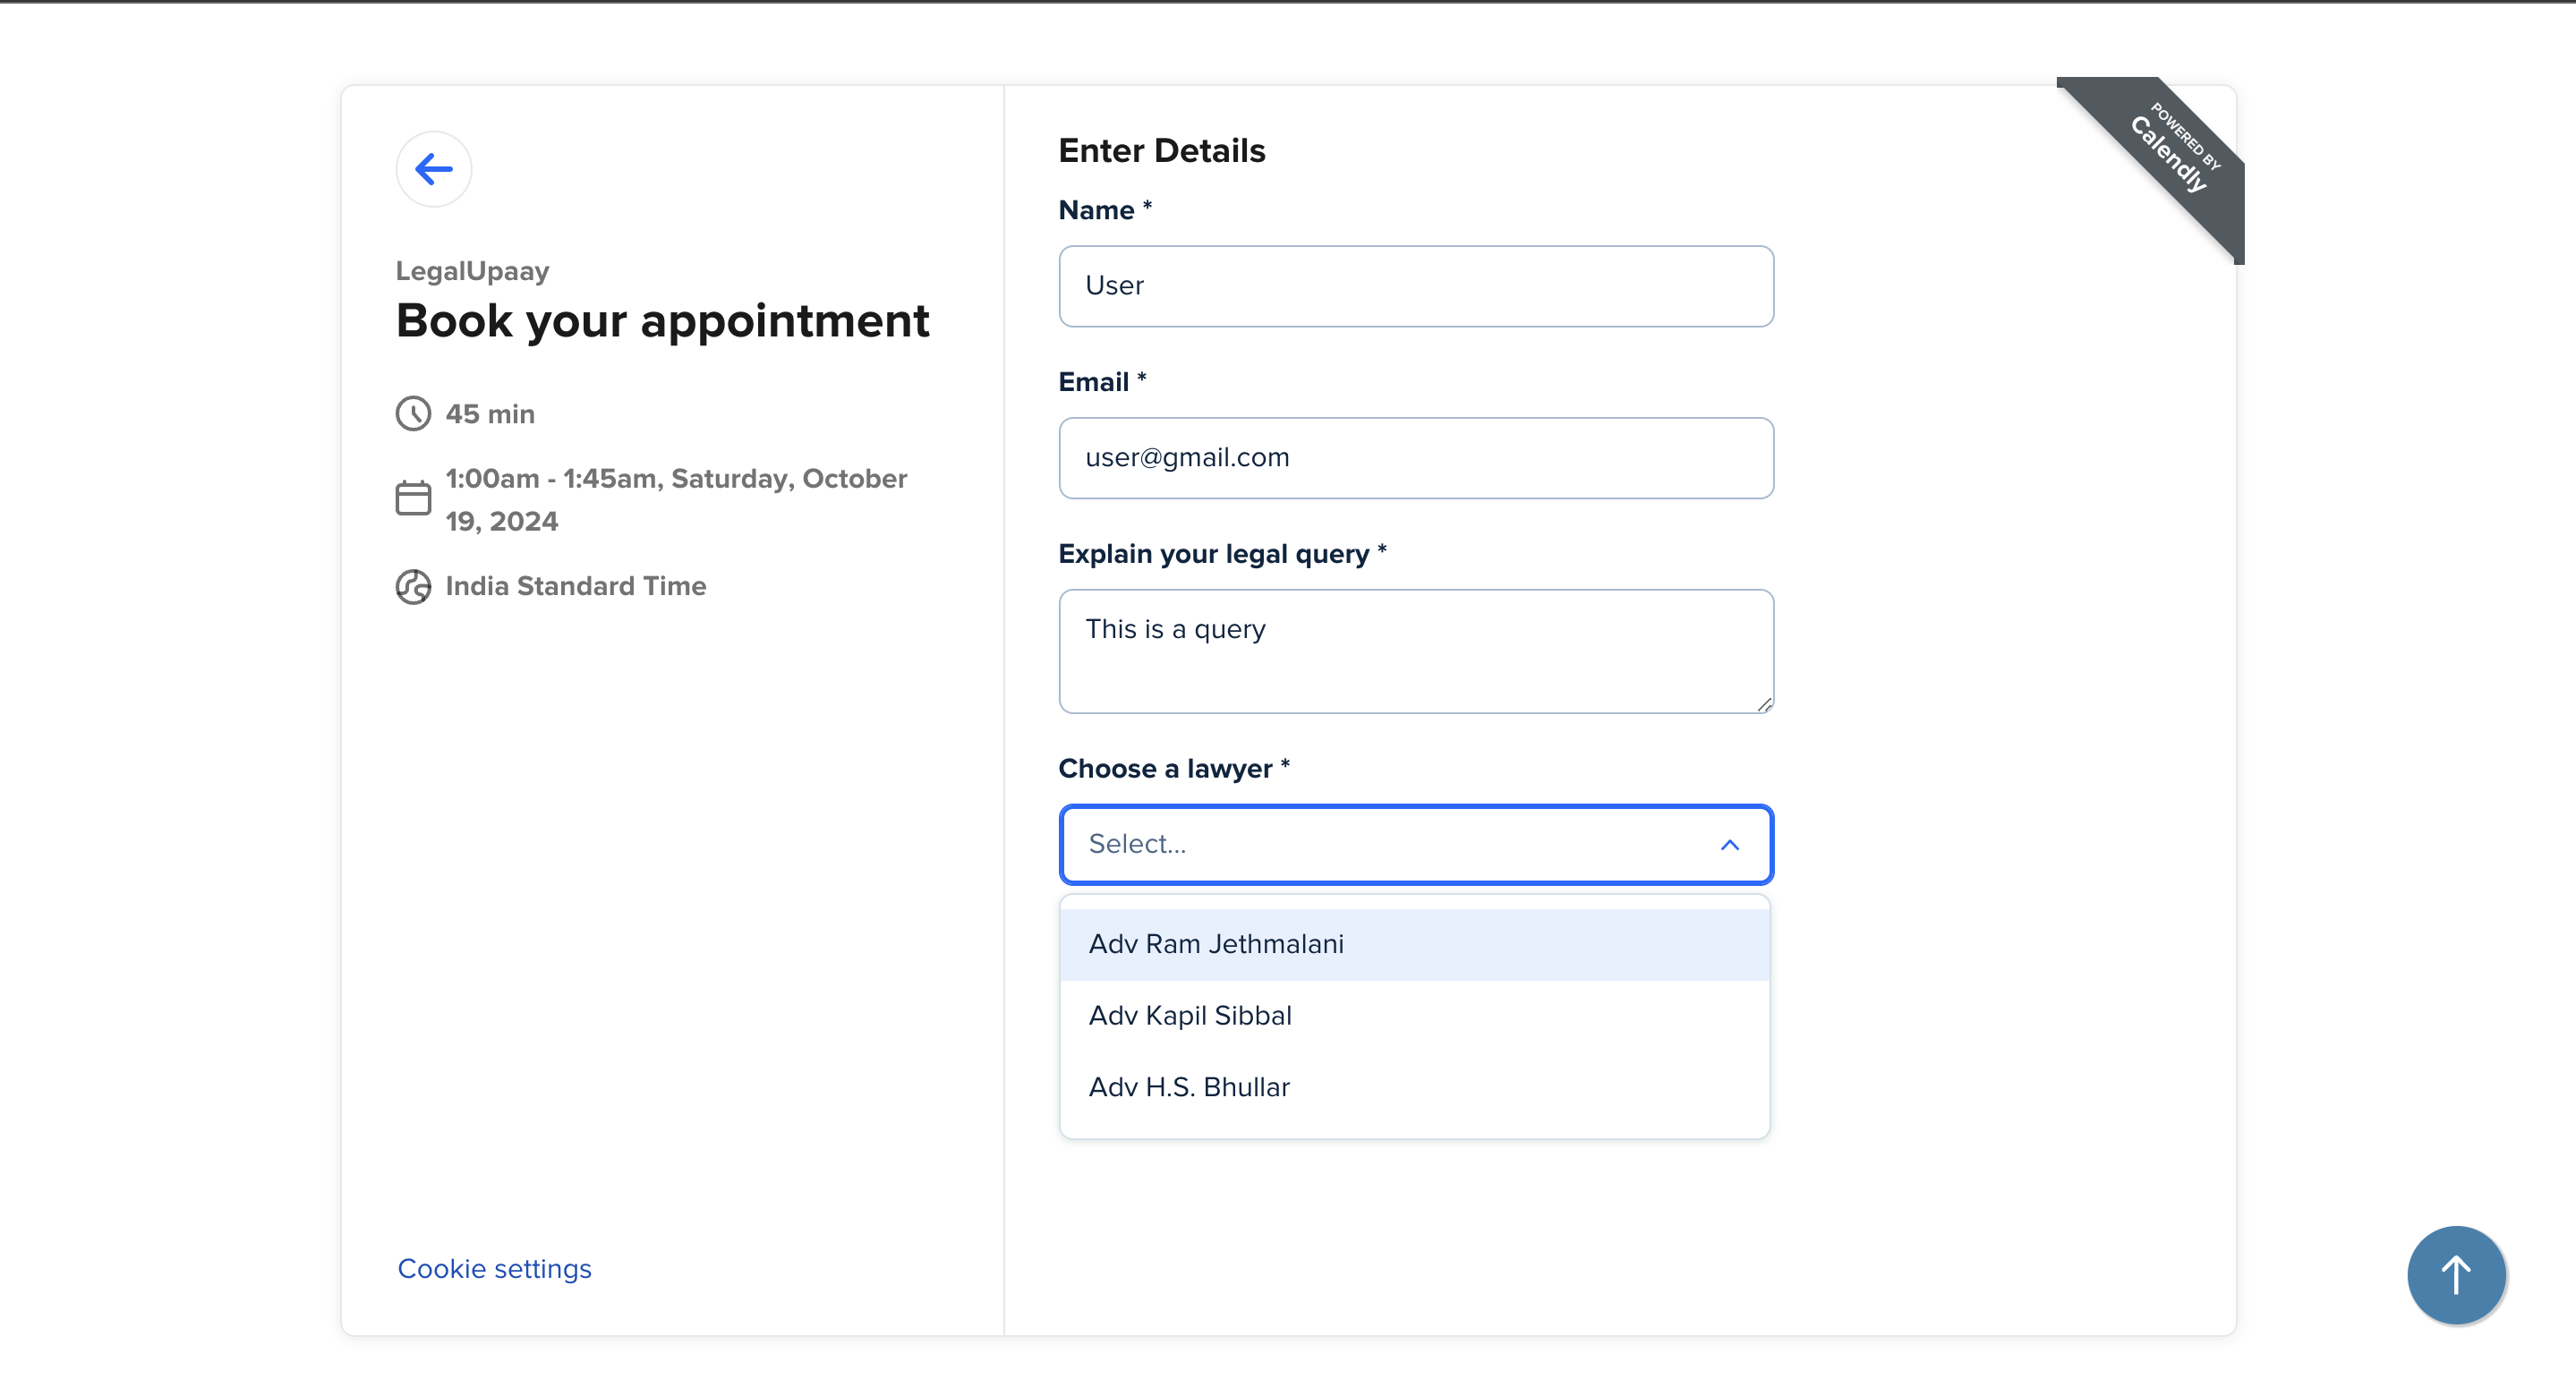 LegalUpaay
Book your appointment
45 min
1:00am - 1:45am, Saturday, October
19, 2024
India Standard Time
Cookie settings
Enter Details
Name *
User
Email *
user@gmail.com
Explain your legal query *
This is a query
Choose a lawyer *
Select...
Adv Ram Jethmalani
Adv Kapil Sibbal
Adv H.S. Bhullar
POWERED BY
Calendly